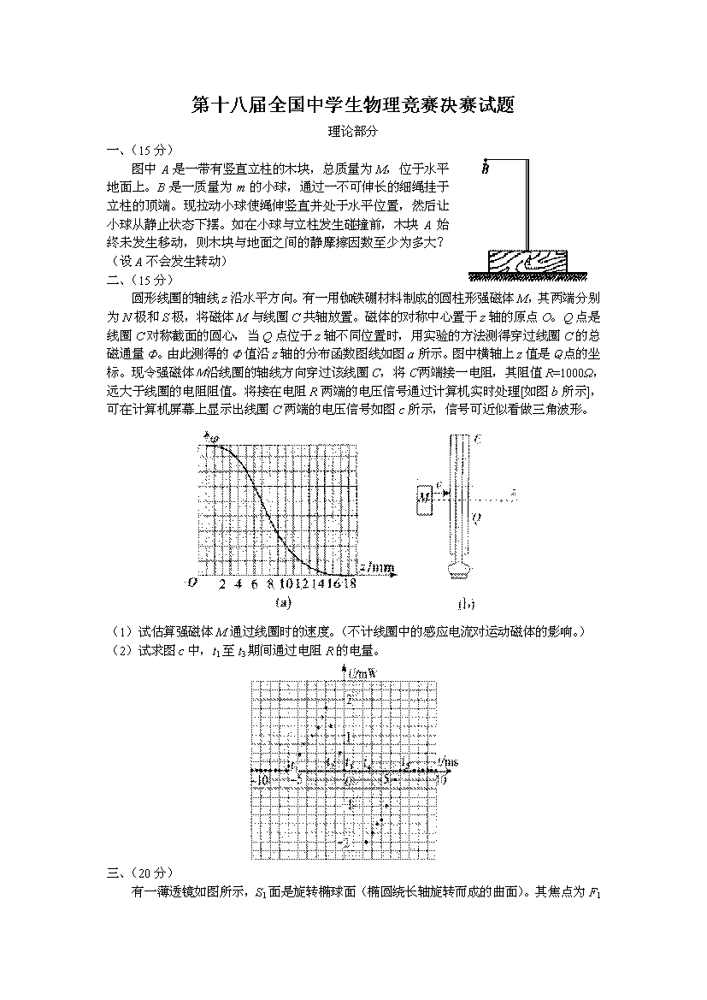 第十八届全国中学生物理竞赛决赛试题
理论部分
一、（15分）
图中 A 是一带有竖直立柱的木块，总质量为 M，位于水平
地面上。B 是一质量为 m 的小球，通过一不可伸长的细绳挂于
立柱的顶端。现拉动小球使绳伸竖直并处于水平位置，然后让
小球从静止状态下摆。如在小球与立柱发生碰撞前，木块 A 始
终未发生移动，则木块与地面之间的静摩擦因数至少为多大？
（设 A 不会发生转动）
B
A
二、（15分）
圆形线圈的轴线 z 沿水平方向。有一用铷铁硼材料制成的圆柱形强磁体 M，其两端分别
为 N 极和 S 极，将磁体 M 与线圈 C 共轴放置。磁体的对称中心置于 z 轴的原点 O。Q 点是
线圈 C 对称截面的圆心，当 Q 点位于 z 轴不同位置时，用实验的方法测得穿过线圈 C 的总
磁通量 Φ。由此测得的 Φ 值沿 z 轴的分布函数图线如图 a 所示。图中横轴上 z 值是 Q 点的坐
标。现令强磁体 M 沿线圈的轴线方向穿过该线圈 C，将 C 两端接一电阻，其阻值 R=1000Ω，
远大于线圈的电阻阻值。将接在电阻 R 两端的电压信号通过计算机实时处理[如图 b 所示]，
可在计算机屏幕上显示出线圈 C 两端的电压信号如图 c 所示，信号可近似看做三角波形。
φ
O 2 4 6 8 10 12 14 16 18 z/mm
(a)
C
M
v
z
Q
(b)
（1）试估算强磁体 M 通过线圈时的速度。（不计线圈中的感应电流对运动磁体的影响。）
（2）试求图 c 中，t1 至 t3 期间通过电阻 R 的电量。
2
1
-10 -5 5 10
t/ms
-2
三、（20分）
有一薄透镜如图所示，S1 面是旋转椭球面（椭圆绕长轴旋转而成的曲面）。其焦点为 F1